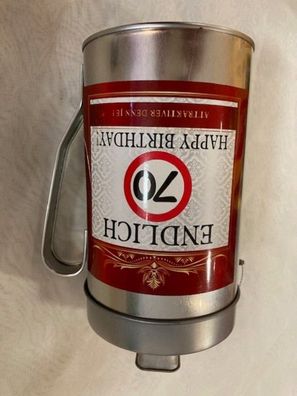 ENDLICH
70
HAPPY BIRTHDAY!
ATTRAKTIVER DENN JE!